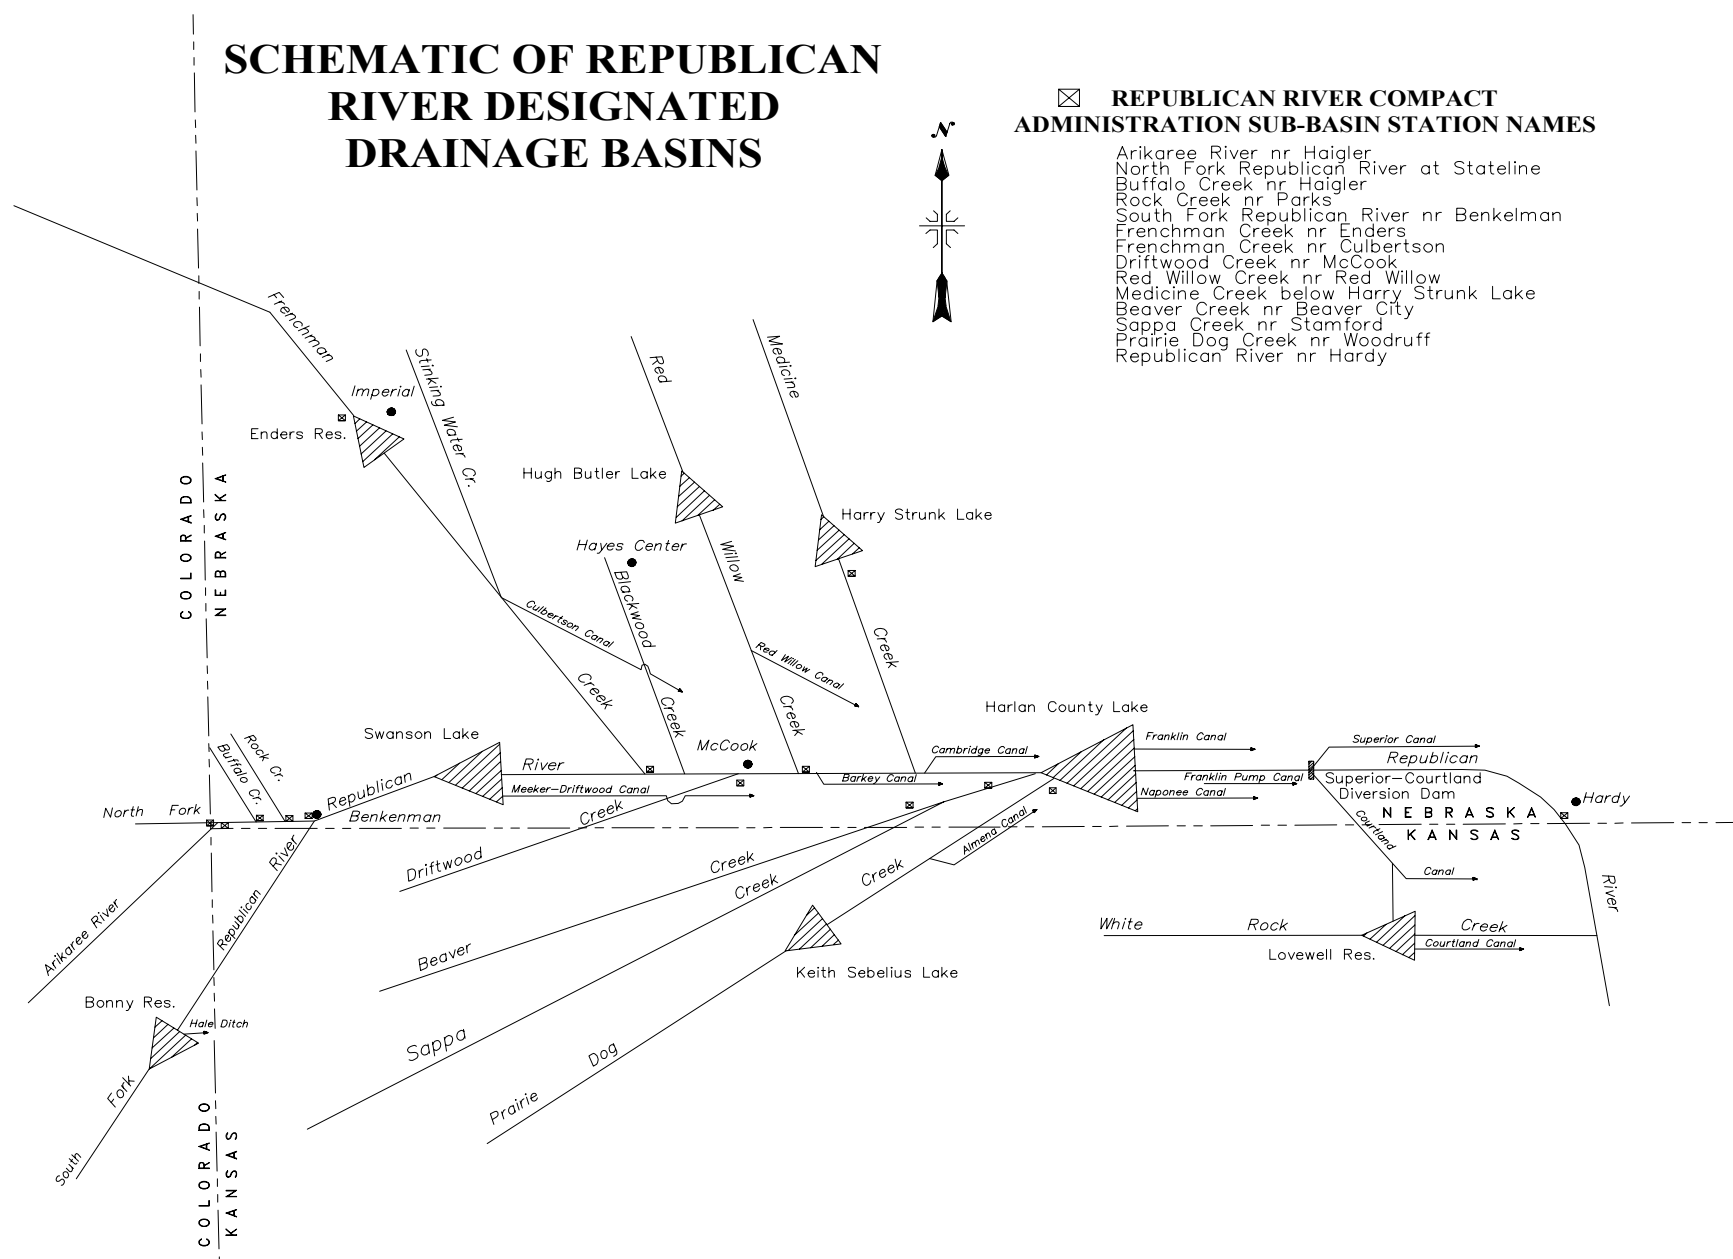 SCHEMATIC OF REPUBLICAN
RIVER DESIGNATED
DRAINAGE BASINS
REPUBLICAN RIVER COMPACT
ADMINISTRATION SUB-BASIN STATION NAMES
N
Arikaree River nr Haigler
North Fork Republican River at Stateline
Buffalo Creek nr Haigler
Rock Creek nr Parks
South Fork Republican River nr Benkelman
Frenchman Creek nr Enders
Frenchman Creek nr Culbertson
Driftwood Creek nr McCook
Red Willow Creek nr Red Willow
Medicine Creek below Harry Strunk Lake
Beaver Creek nr Beaver City
Sappa Creek nr Stamford
Prairie Dog Creek nr Woodruff
Republican River nr Hardy
Frenchman
Imperial
Enders Res.
Stinking Water Cr.
Red
Medicine
Hugh Butler Lake
Harry Strunk Lake
COLORADO
NEBRASKA
Hayes Center
Blackwood
Willow
Culbertson Canal
Creek
Red Willow Canal
Creek
Creek
Creek
Harlan County Lake
Swanson Lake
McCook
Rock Cr.
Buffalo Cr.
River
Republican
Cambridge Canal
Franklin Canal
Superior Canal
Republican
Barkey Canal
Franklin Pump Canal
Superior-Courtland
Diversion Dam
Meeker-Driftwood Canal
Naponee Canal
North Fork
Benkenman
Creek
Driftwood
Hardy
NEBRASKA
KANSAS
Almena Canal
Courtland
Canal
River
Republican
River
Arikaree River
Creek
Creek
Creek
Beaver
White Rock Creek
Courtland Canal
Lovewell Res.
Keith Sebelius Lake
Bonny Res.
Hale Ditch
Sappa
Dog
Prairie
Fork
South
COLORADO
KANSAS